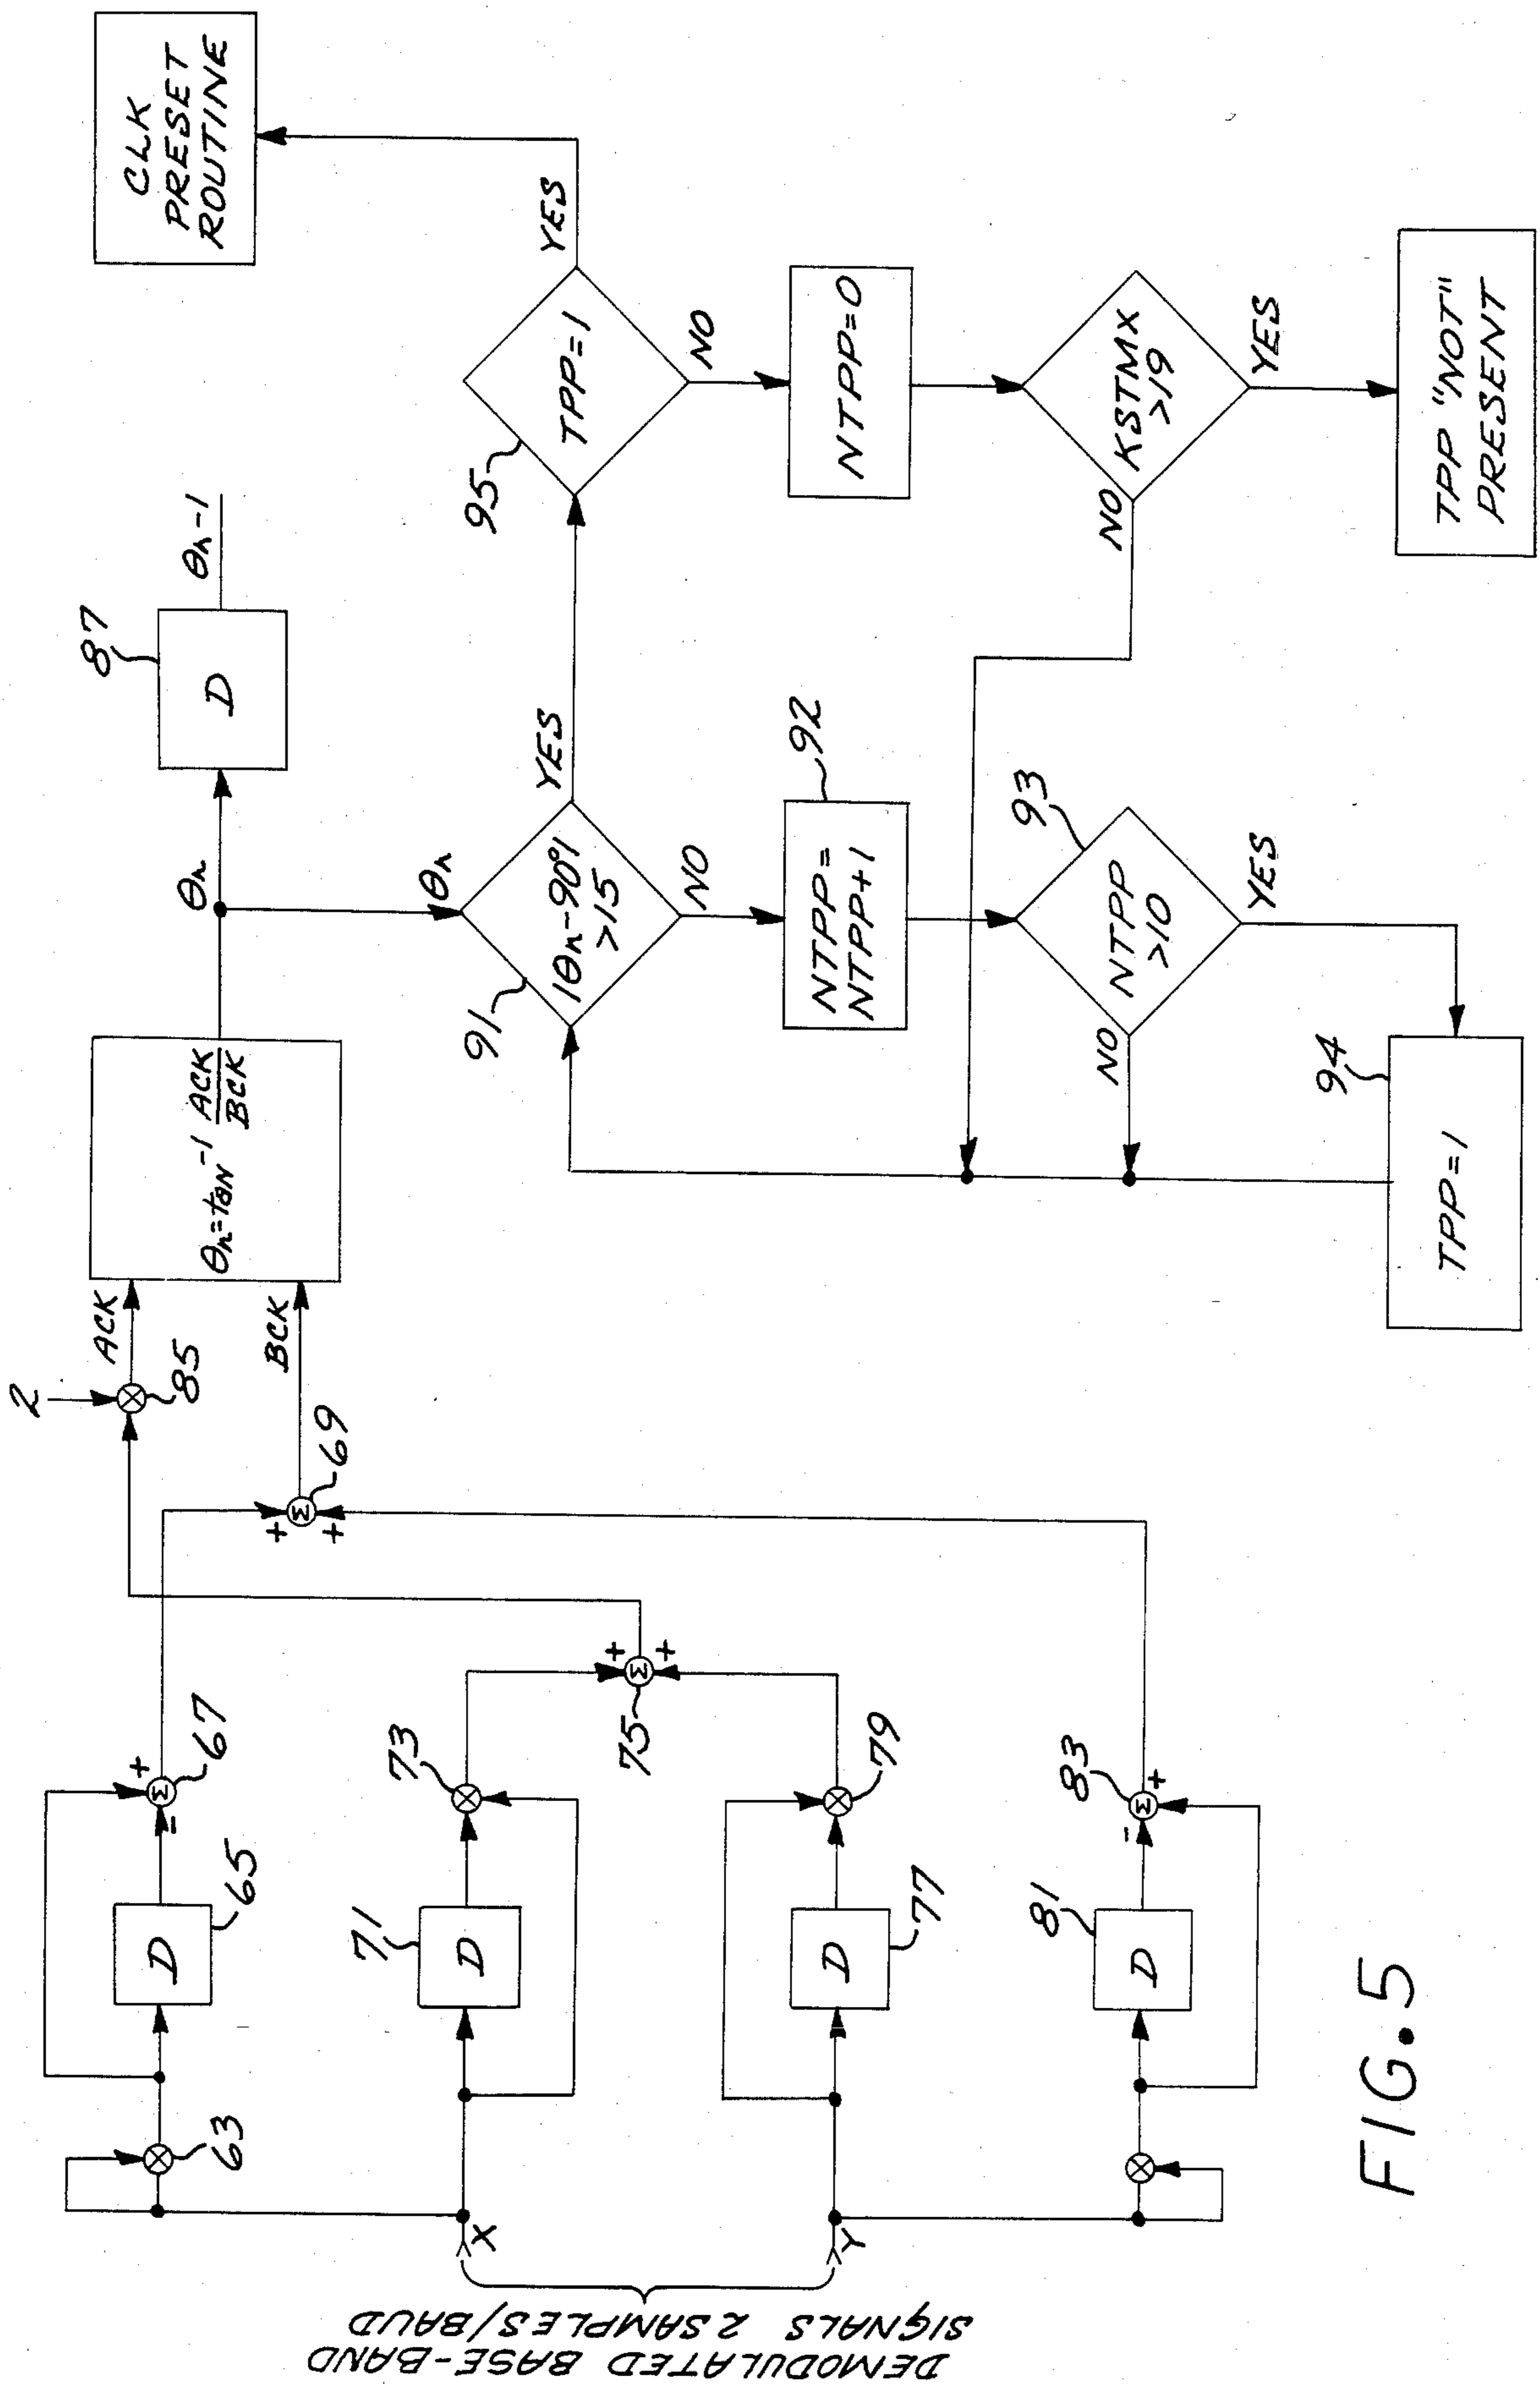 DEMODULATED BASE-BAND
SIGNALS 2 SAMPLES/BAUD
X
Y
63
D
65
-
+
Σ
67
71
D
73
D
77
79
81
D
-
+
Σ
83
+
+
Σ
75
+
+
Σ
69
2
85
ACK
BCK
θn=tan⁻¹ ACK/BCK
θn
87
D
θn-1
θn
91
|θn-90°|
>15
YES
NO
92
NTPP=
NTPP+1
93
NTPP
>10
NO
YES
94
TPP=1
95
TPP=1
YES
NO
CLK
PRESET
ROUTINE
NTPP=0
KSTMX
>19
NO
YES
TPP "NOT"
PRESENT
FIG.5